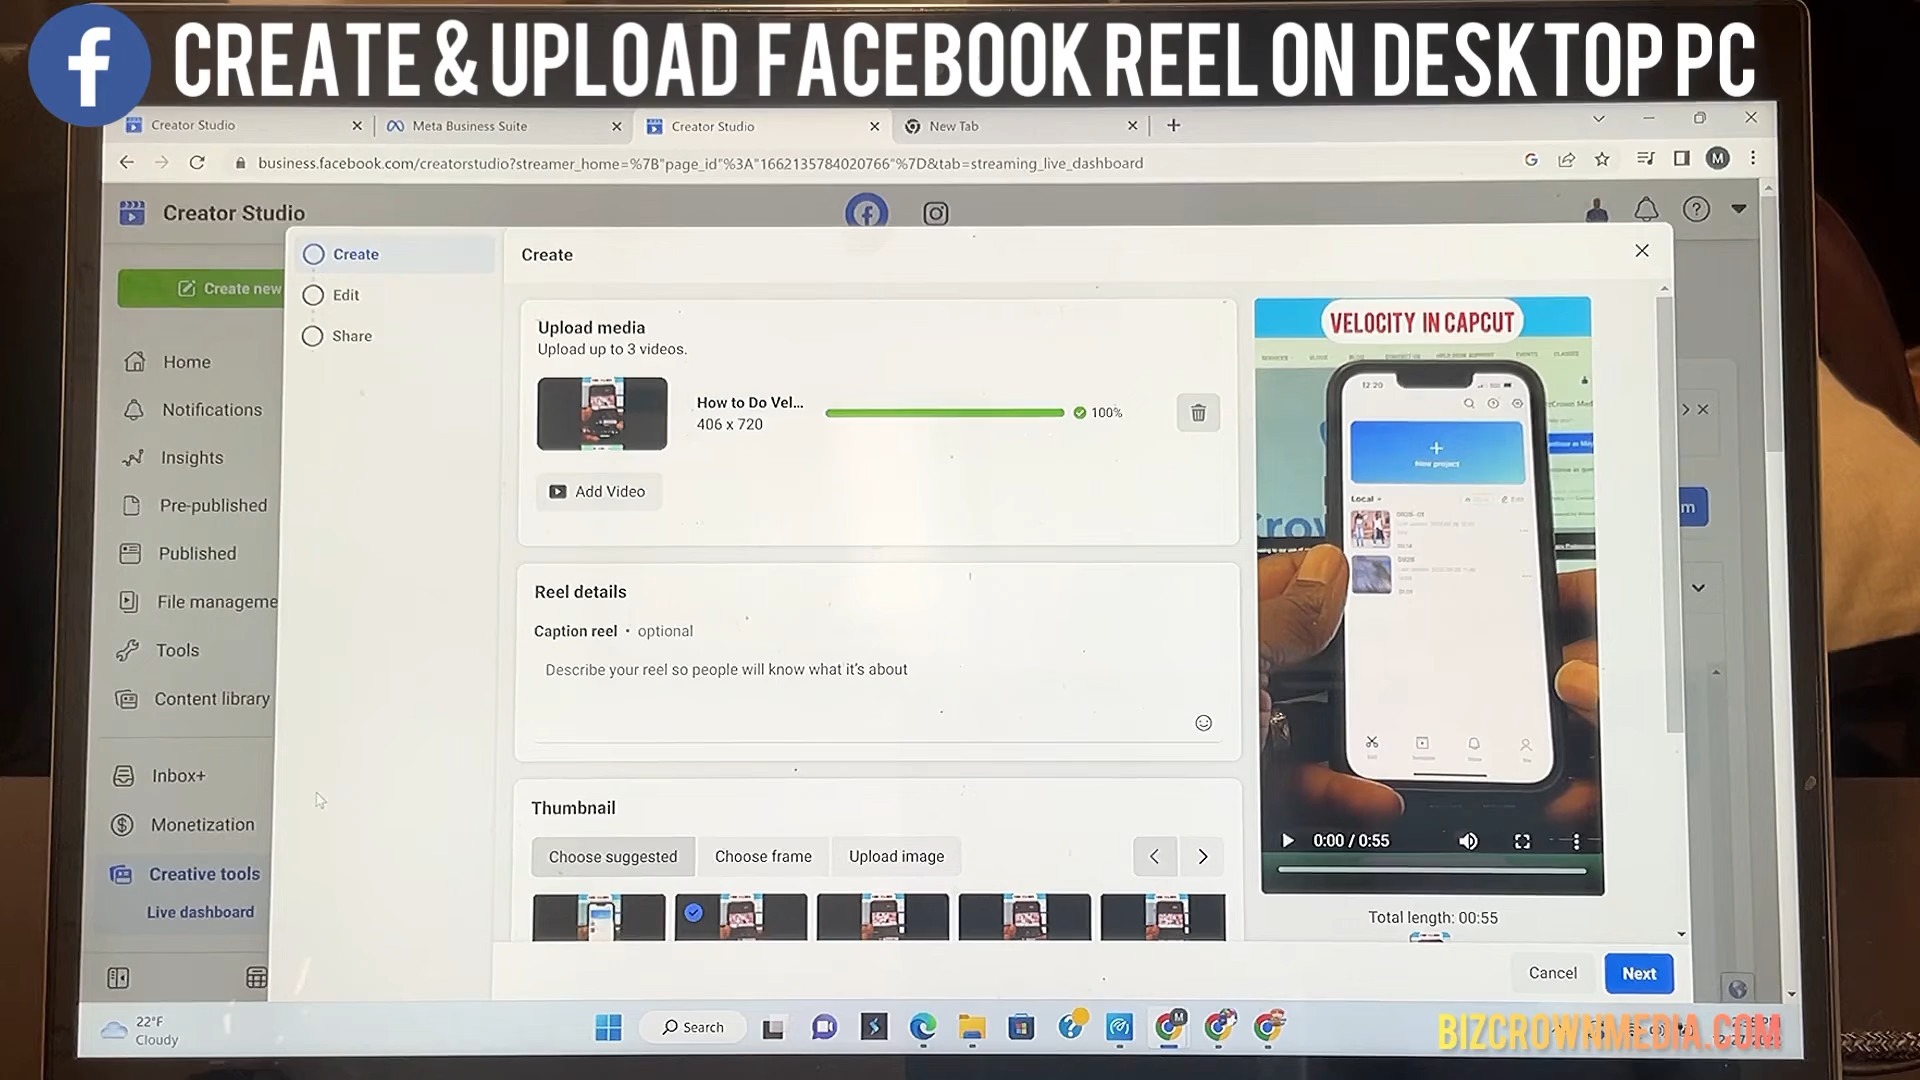 CREATE & UPLOAD FACEBOOK REEL ON DESKTOP PC
Creator Studio
Meta Business Suite
Creator Studio
New Tab
business.facebook.com/creatorstudio?streamer_home=%7B"page_id"%3A"1662135784020766"%7D&tab=streaming_live_dashboard
M
Creator Studio
Create new
Home
Notifications
Insights
Pre-published
Published
File manageme
Tools
Content library
Inbox+
Monetization
Creative tools
Live dashboard
Create
Edit
Share
Create
Upload media
Upload up to 3 videos.
How to Do Vel...
406 x 720
100%
Add Video
Reel details
Caption reel • optional
Describe your reel so people will know what it's about
Thumbnail
Choose suggested
Choose frame
Upload image
VELOCITY IN CAPCUT
12:20
New project
Local
0:00 / 0:55
Total length: 00:55
Cancel
Next
m
22°F
Cloudy
Search
BIZCROWNMEDIA.COM